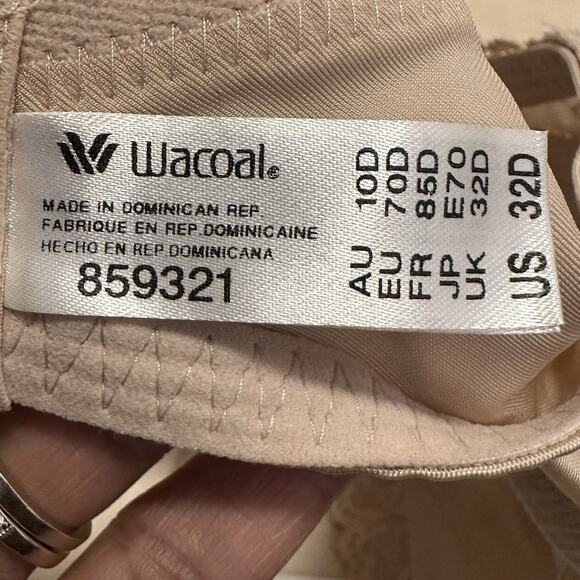 Wacoal®
MADE IN DOMINICAN REP.
FABRIQUE EN REP. DOMINICAINE
HECHO EN REP. DOMINICANA
859321
AU 10D
EU 70D
FR 85D
JP E70
UK 32D
US 32D